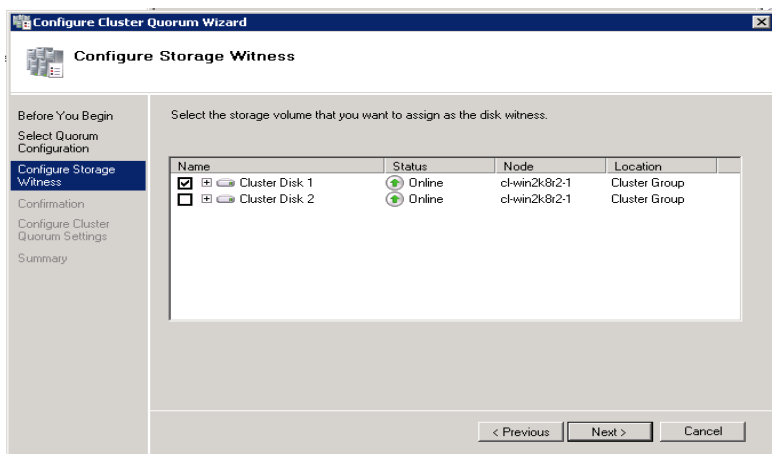 Configure Cluster Quorum Wizard
Configure Storage Witness
Before You Begin
Select Quorum
Configuration
Configure Storage
Witness
Confirmation
Configure Cluster
Quorum Settings
Summary
Select the storage volume that you want to assign as the disk witness.
Name Status Node Location
Cluster Disk 1 Online cl-win2k8r2-1 Cluster Group
Cluster Disk 2 Online cl-win2k8r2-1 Cluster Group
< Previous Next > Cancel